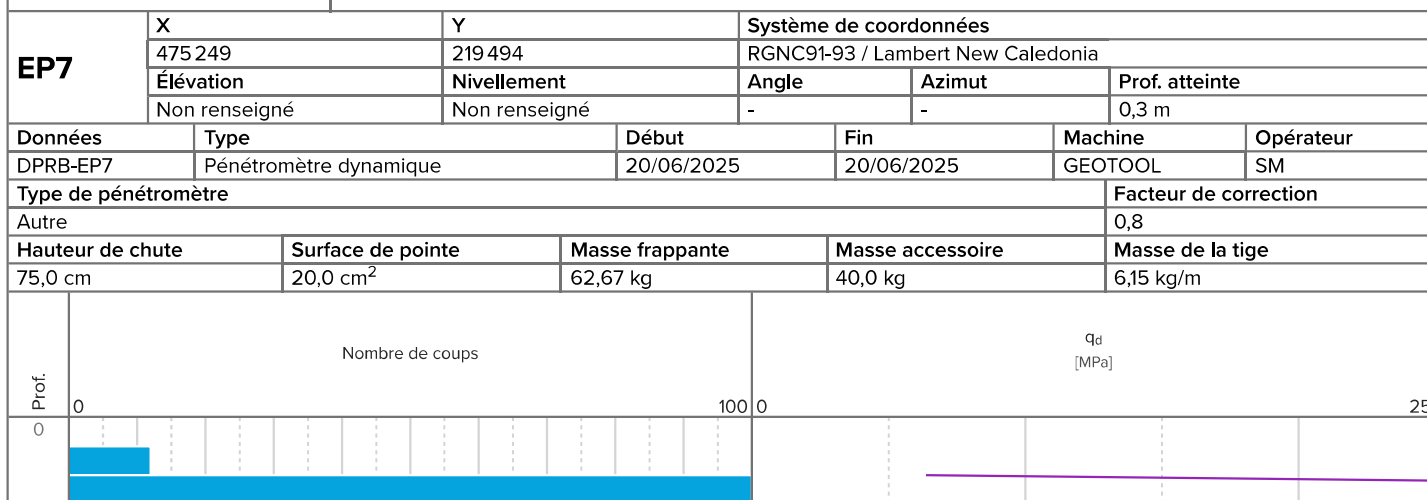 X Y Système de coordonnées
EP7
475 249 219 494 RGNC91-93 / Lambert New Caledonia
Élévation Nivellement Angle Azimut Prof. atteinte
Non renseigné Non renseigné - - 0,3 m
Données Type Début Fin Machine Opérateur
DPRB-EP7 Pénétromètre dynamique 20/06/2025 20/06/2025 GEOTOOL SM
Type de pénétromètre Facteur de correction
Autre 0,8
Hauteur de chute Surface de pointe Masse frappante Masse accessoire Masse de la tige
75,0 cm 20,0 cm² 62,67 kg 40,0 kg 6,15 kg/m
Nombre de coups qd
[MPa]
Prof.
0 100 0 25
0